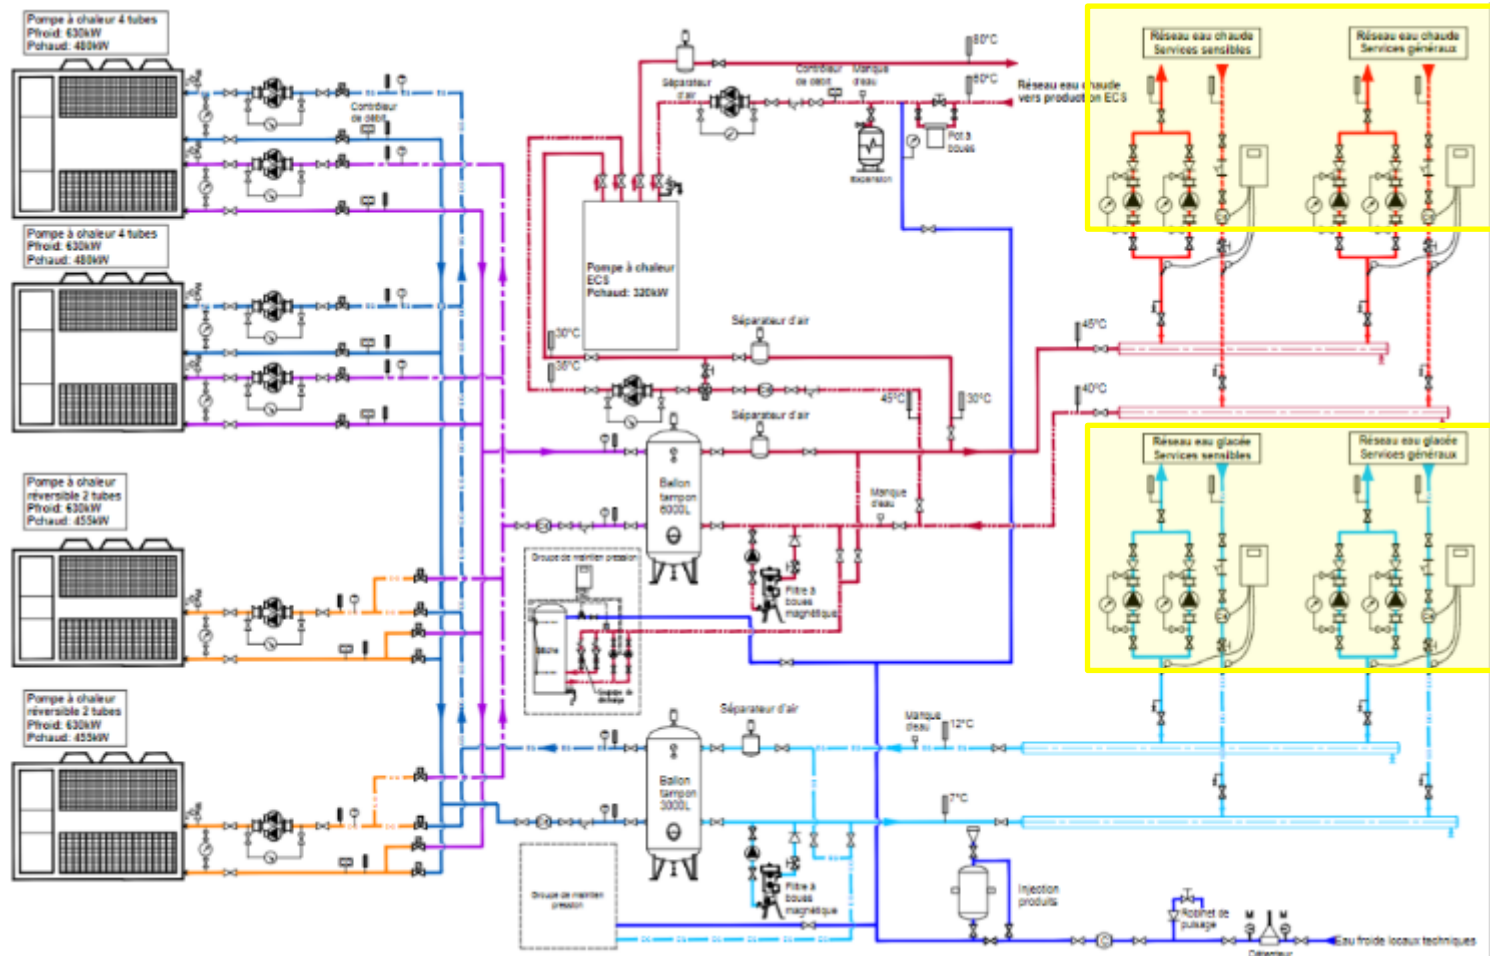 Pompe à chaleur 4 tubes
Pfroid: 630kW
Pchaud: 480kW
Contrôleur
de débit
Pompe à chaleur 4 tubes
Pfroid: 630kW
Pchaud: 480kW
Pompe à chaleur
réversible 2 tubes
Pfroid: 630kW
Pchaud: 455kW
Pompe à chaleur
réversible 2 tubes
Pfroid: 630kW
Pchaud: 455kW
Séparateur
d'air
Contrôleur
de débit
Manque
d'eau
80°C
60°C
Réseau eau chaude
vers production ECS
Expansion
Pot à
boues
Pompe à chaleur
ECS
Pchaud: 320kW
30°C
35°C
Séparateur d'air
45°C
30°C
Séparateur d'air
Ballon
tampon
6000L
Manque
d'eau
Filtre à
boues
magnétique
Groupe de maintien pression
Bâche
45°C
40°C
Réseau eau chaude
Services sensibles
Réseau eau chaude
Services généraux
Réseau eau glacée
Services sensibles
Réseau eau glacée
Services généraux
Séparateur d'air
Manque
d'eau
12°C
Ballon
tampon
3000L
7°C
Filtre à
boues
magnétique
Groupe de maintien
pression
Injection
produits
Robinet de
puisage
M
M
Eau froide locaux techniques